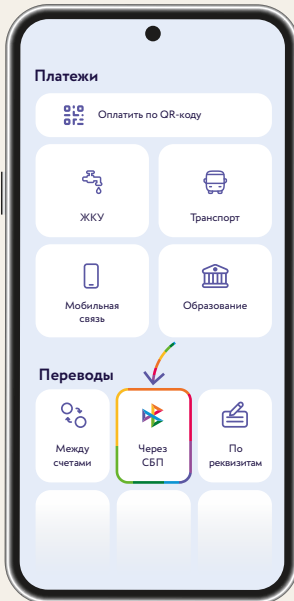 Платежи
Оплатить по QR-коду
ЖКУ
Транспорт
Мобильная
связь
Образование
Переводы
Между
счетами
Через
СБП
По
реквизитам